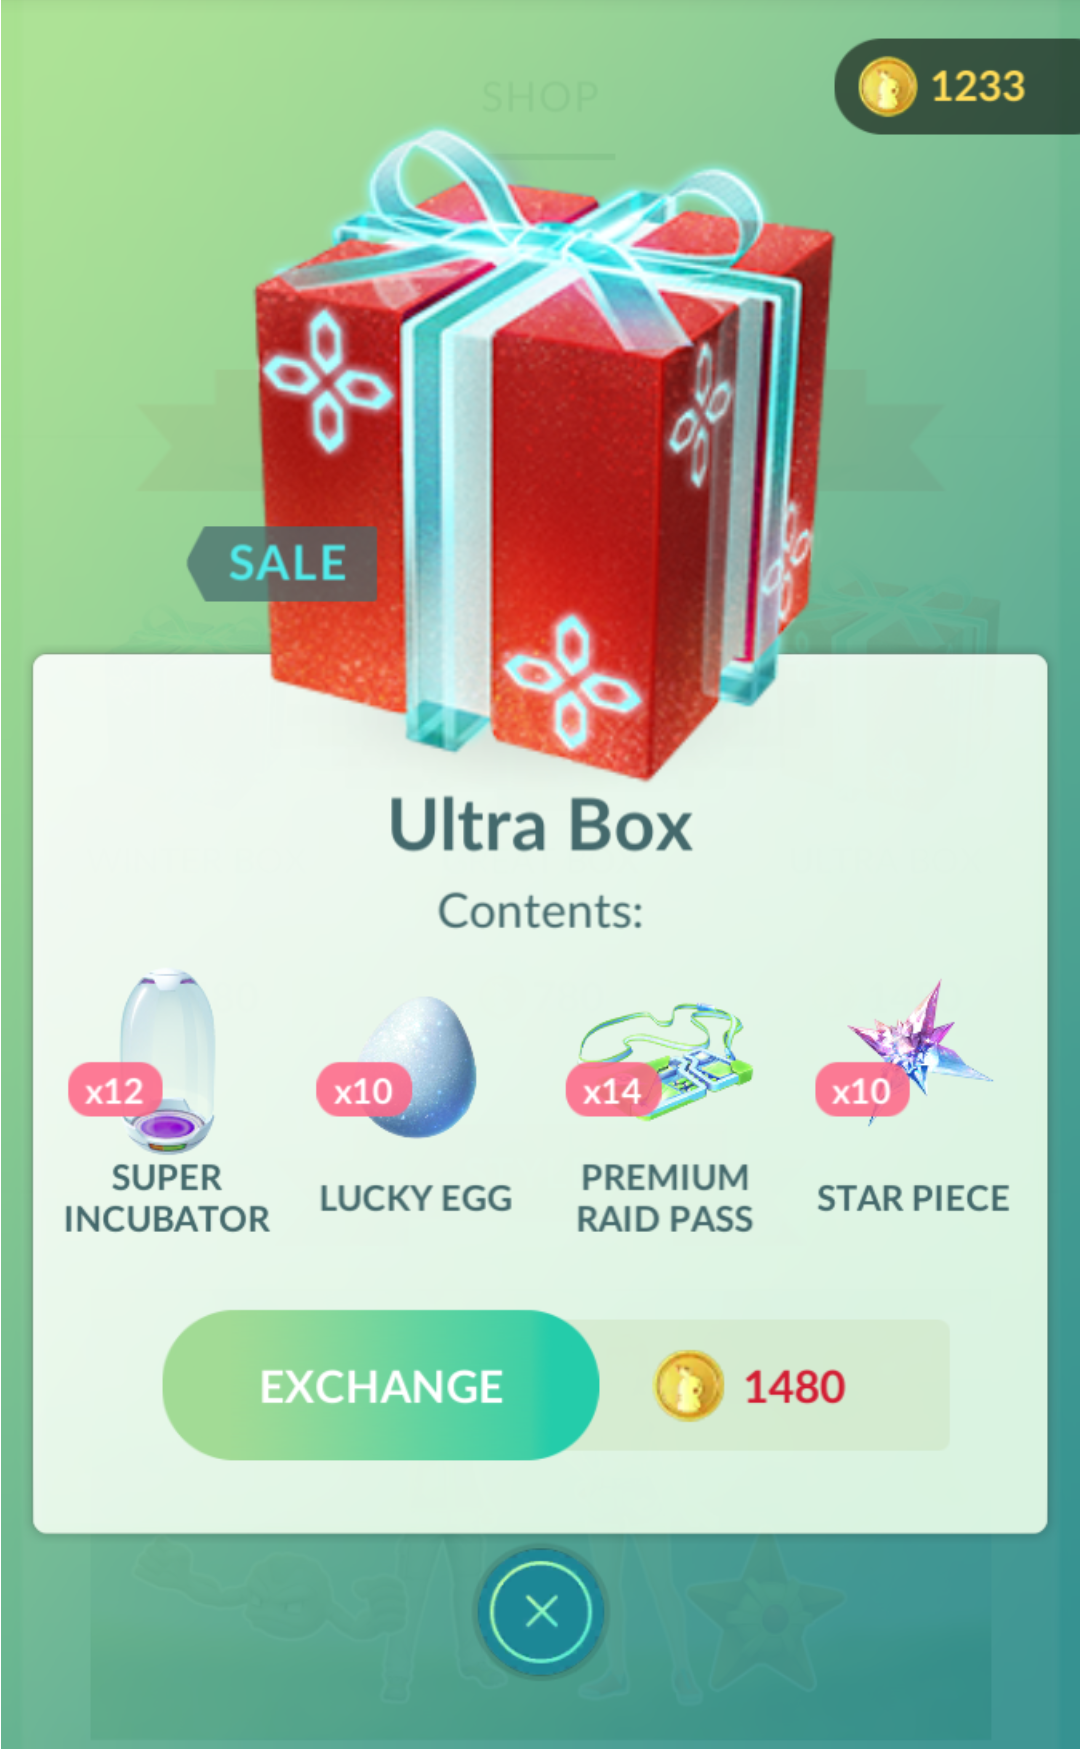 SHOP
1233
SALE
Ultra Box
Contents:
x12
x10
x14
x10
SUPER INCUBATOR
LUCKY EGG
PREMIUM RAID PASS
STAR PIECE
EXCHANGE
1480